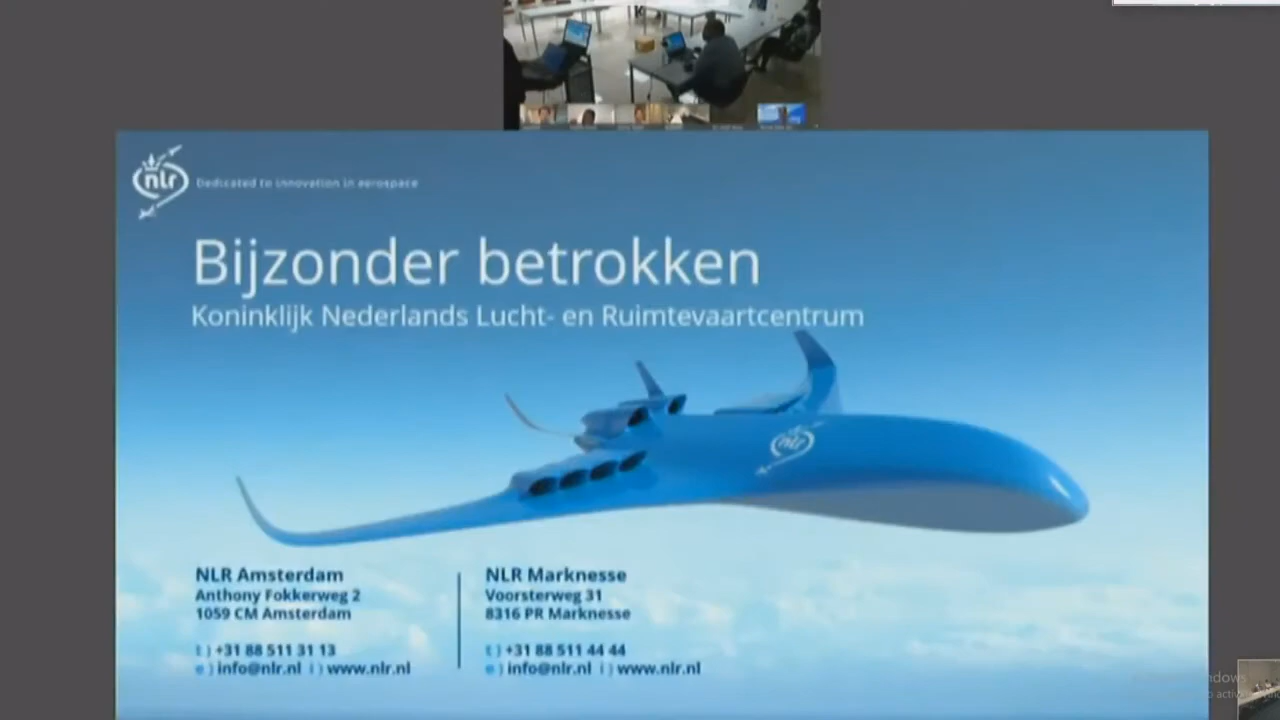 nlr
Dedicated to innovation in aerospace
Bijzonder betrokken
Koninklijk Nederlands Lucht- en Ruimtevaartcentrum
nlr
NLR Amsterdam
Anthony Fokkerweg 2
1059 CM Amsterdam
t ) +31 88 511 31 13
e ) info@nlr.nl i ) www.nlr.nl
NLR Marknesse
Voorsterweg 31
8316 PR Marknesse
t ) +31 88 511 44 44
e ) info@nlr.nl i ) www.nlr.nl